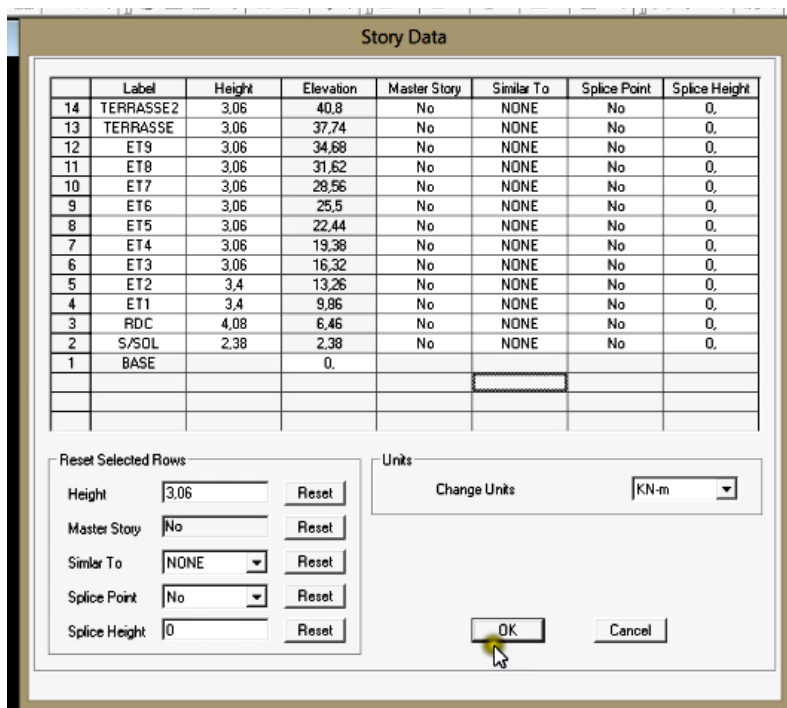 Story Data
Label Height Elevation Master Story Similar To Splice Point Splice Height
14 TERRASSE2 3,06 40,8 No NONE No 0,
13 TERRASSE 3,06 37,74 No NONE No 0,
12 ET9 3,06 34,68 No NONE No 0,
11 ET8 3,06 31,62 No NONE No 0,
10 ET7 3,06 28,56 No NONE No 0,
9 ET6 3,06 25,5 No NONE No 0,
8 ET5 3,06 22,44 No NONE No 0,
7 ET4 3,06 19,38 No NONE No 0,
6 ET3 3,06 16,32 No NONE No 0,
5 ET2 3,4 13,26 No NONE No 0,
4 ET1 3,4 9,86 No NONE No 0,
3 RDC 4,08 6,46 No NONE No 0,
2 S/SOL 2,38 2,38 No NONE No 0,
1 BASE 0,
Reset Selected Rows
Height 3,06 Reset
Master Story No Reset
Simlar To NONE Reset
Splice Point No Reset
Splice Height 0 Reset
Units
Change Units KN-m
OK Cancel